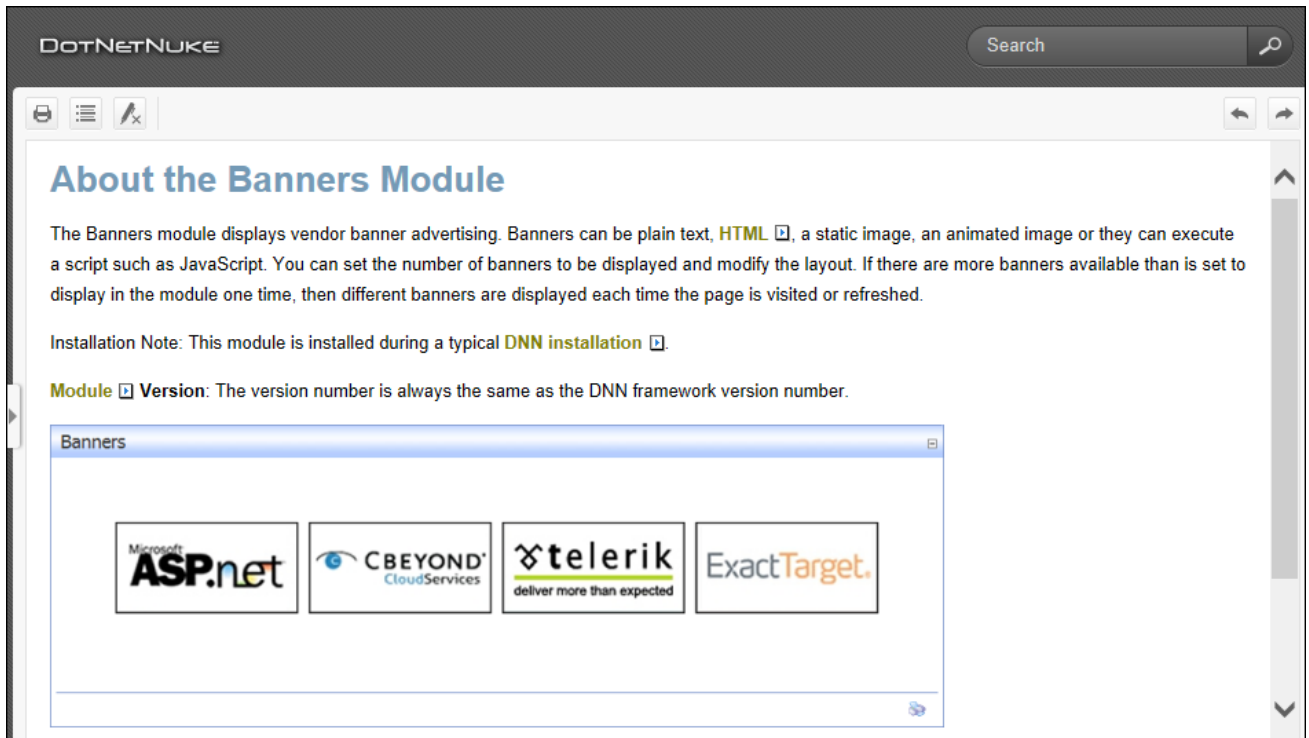 DotNetNuke
Search
About the Banners Module
The Banners module displays vendor banner advertising. Banners can be plain text, HTML, a static image, an animated image or they can execute
a script such as JavaScript. You can set the number of banners to be displayed and modify the layout. If there are more banners available than is set to
display in the module one time, then different banners are displayed each time the page is visited or refreshed.
Installation Note: This module is installed during a typical DNN installation.
Module Version: The version number is always the same as the DNN framework version number.
Banners
Microsoft
ASP.net
CBEYOND
CloudServices
telerik
deliver more than expected
ExactTarget.